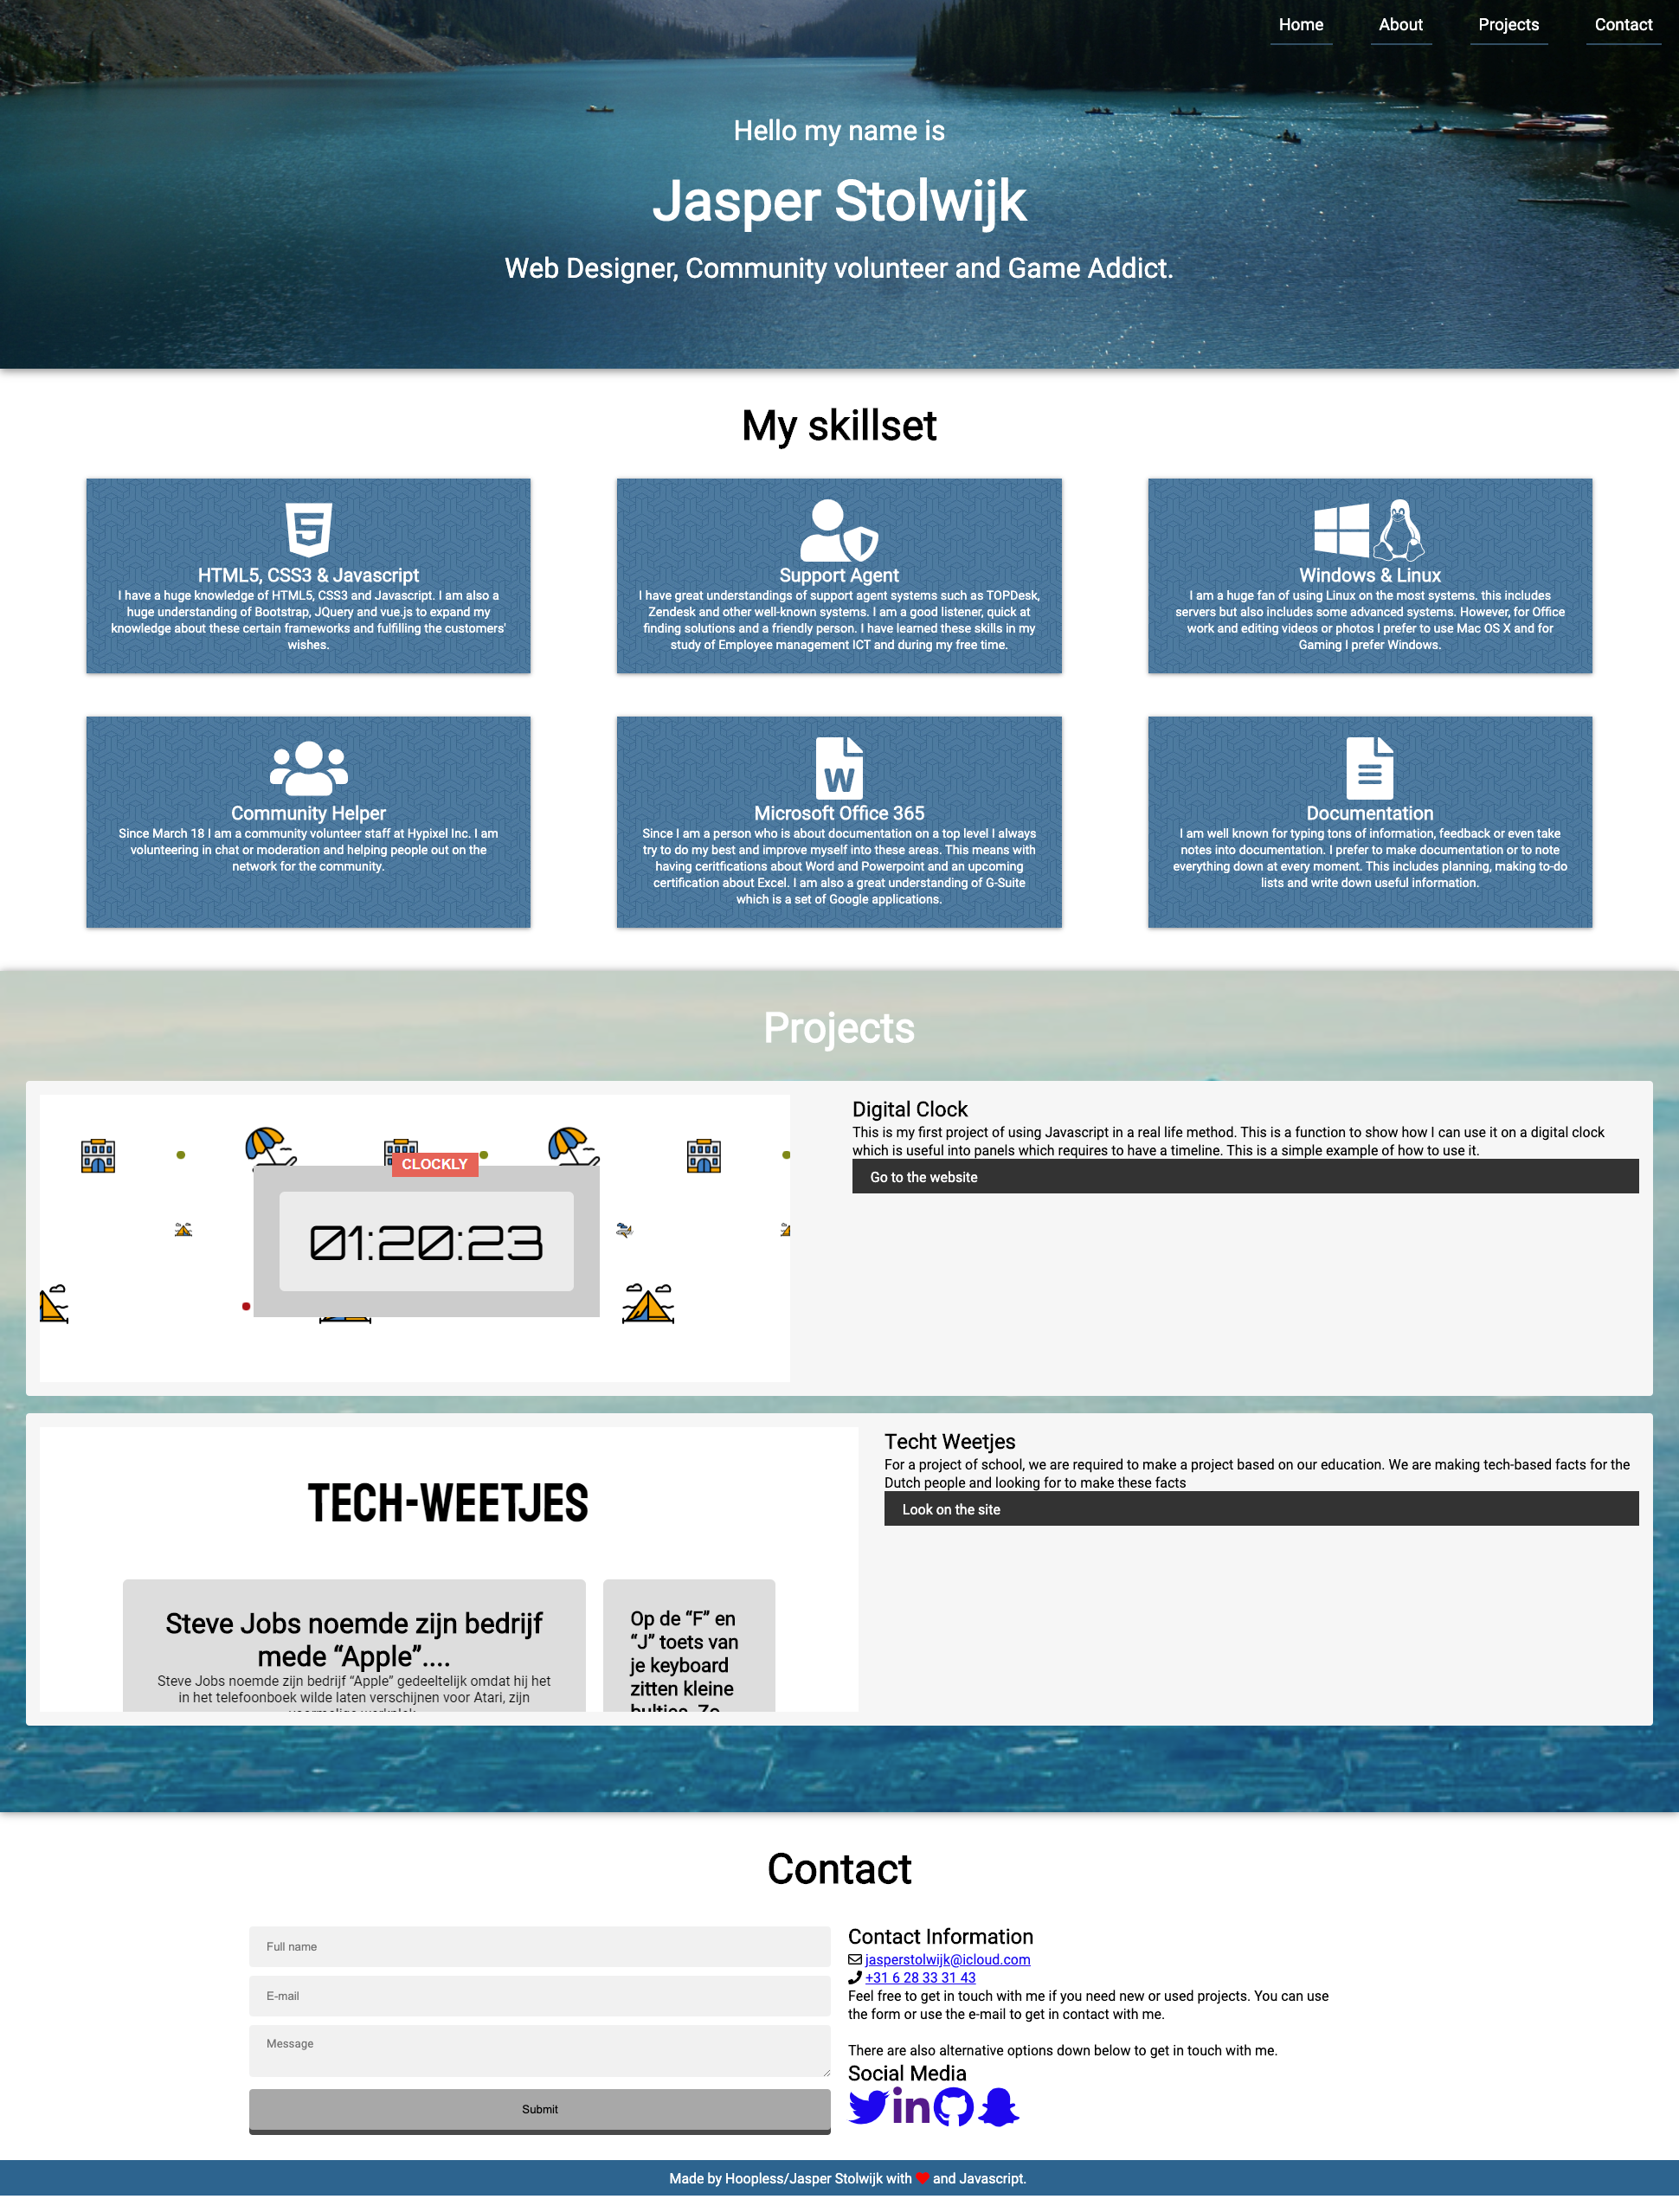 Home About Projects Contact
Hello my name is
Jasper Stolwijk
Web Designer, Community volunteer and Game Addict.
My skillset
HTML5, CSS3 & Javascript
I have a huge knowledge of HTML5, CSS3 and Javascript. I am also a
huge understanding of Bootstrap, JQuery and vue.js to expand my
knowledge about these certain frameworks and fulfilling the customers'
wishes.
Support Agent
I have great understandings of support agent systems such as TOPDesk,
Zendesk and other well-known systems. I am a good listener, quick at
finding solutions and a friendly person. I have learned these skills in my
study of Employee management ICT and during my free time.
Windows & Linux
I am a huge fan of using Linux on the most systems. this includes
servers but also includes some advanced systems. However, for Office
work and editing videos or photos I prefer to use Mac OS X and for
Gaming I prefer Windows.
Community Helper
Since March 18 I am a community volunteer staff at Hypixel Inc. I am
volunteering in chat or moderation and helping people out on the
network for the community.
W
Microsoft Office 365
Since I am a person who is about documentation on a top level I always
try to do my best and improve myself into these areas. This means with
having ceritfications about Word and Powerpoint and an upcoming
certification about Excel. I am also a great understanding of G-Suite
which is a set of Google applications.
Documentation
I am well known for typing tons of information, feedback or even take
notes into documentation. I prefer to make documentation or to note
everything down at every moment. This includes planning, making to-do
lists and write down useful information.
Projects
CLOCKLY
01:20:23
Digital Clock
This is my first project of using Javascript in a real life method. This is a function to show how I can use it on a digital clock
which is useful into panels which requires to have a timeline. This is a simple example of how to use it.
Go to the website
TECH-WEETJES
Steve Jobs noemde zijn bedrijf
mede “Apple”....
Steve Jobs noemde zijn bedrijf “Apple” gedeeltelijk omdat hij het
in het telefoonboek wilde laten verschijnen voor Atari, zijn
Op de “F” en
“J” toets van
je keyboard
zitten kleine
Techt Weetjes
For a project of school, we are required to make a project based on our education. We are making tech-based facts for the
Dutch people and looking for to make these facts
Look on the site
Contact
Full name
E-mail
Message
Submit
Contact Information
jasperstolwijk@icloud.com
+31 6 28 33 31 43
Feel free to get in touch with me if you need new or used projects. You can use
the form or use the e-mail to get in contact with me.
There are also alternative options down below to get in touch with me.
Social Media
in
Made by Hoopless/Jasper Stolwijk with and Javascript.